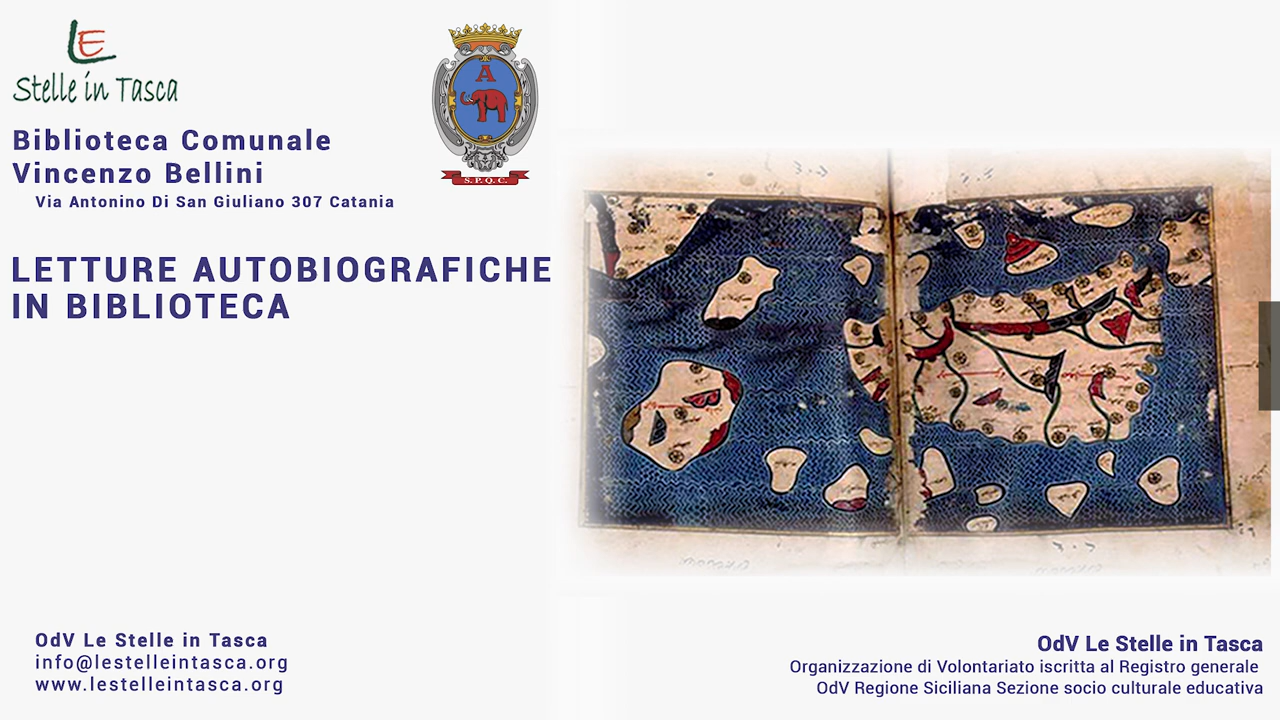 LE
Stelle in Tasca
Biblioteca Comunale
Vincenzo Bellini
Via Antonino Di San Giuliano 307 Catania
A
S.P.Q.C.
LETTURE AUTOBIOGRAFICHE
IN BIBLIOTECA
OdV Le Stelle in Tasca
info@lestelleintasca.org
www.lestelleintasca.org
OdV Le Stelle in Tasca
Organizzazione di Volontariato iscritta al Registro generale
OdV Regione Siciliana Sezione socio culturale educativa